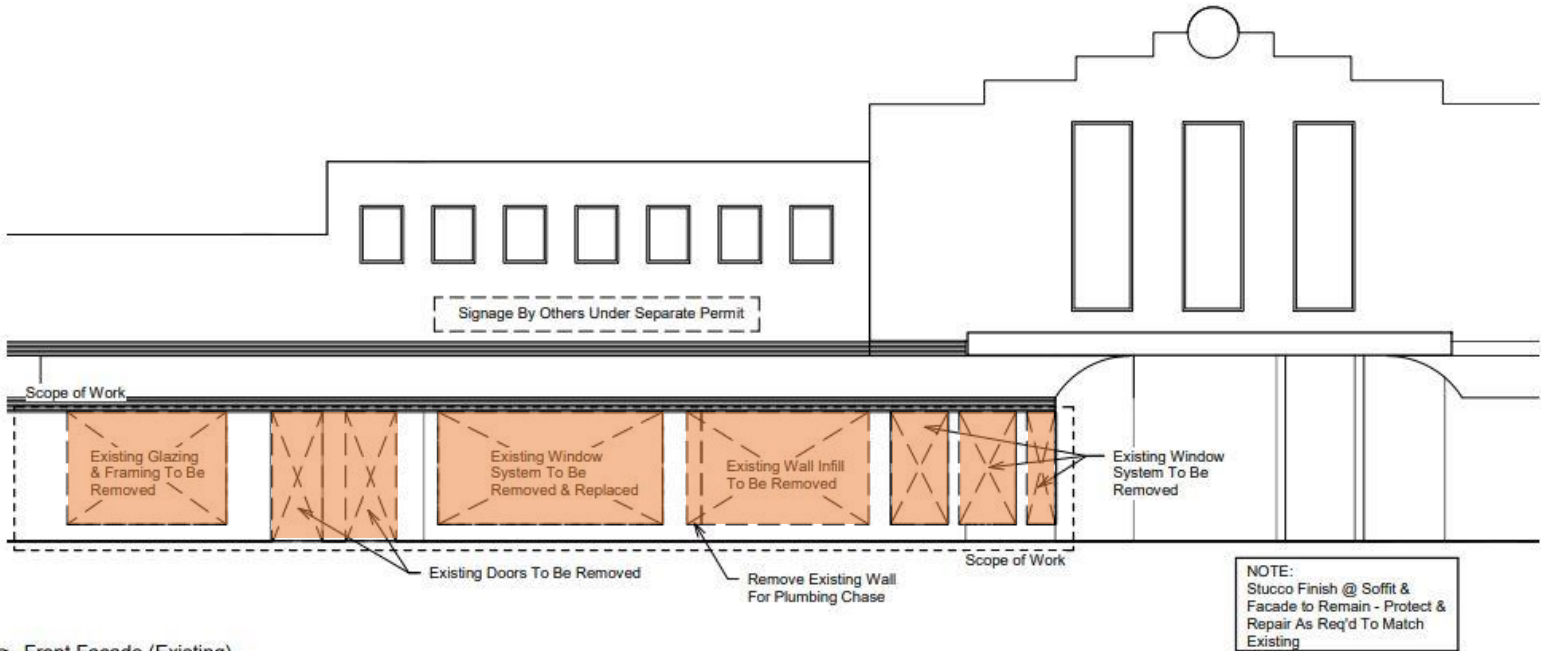 Signage By Others Under Separate Permit
Scope of Work
Existing Glazing
& Framing To Be
Removed
Existing Window
System To Be
Removed & Replaced
Existing Wall Infill
To Be Removed
Existing Window
System To Be
Removed
Existing Doors To Be Removed
Remove Existing Wall
For Plumbing Chase
Scope of Work
NOTE:
Stucco Finish @ Soffit &
Facade to Remain - Protect &
Repair As Req'd To Match
Existing
Front Facade (Existing)